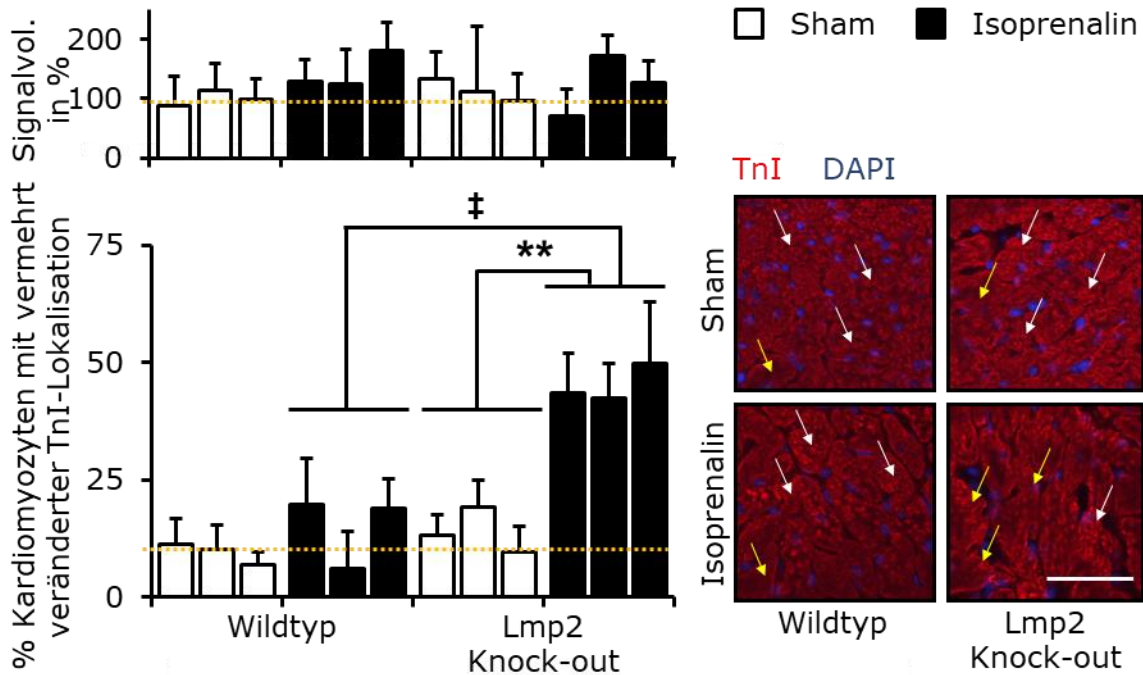 Signalvol.
in %
200
100
0
Sham
Isoprenalin
% Kardiomyozyten mit vermehrt
veränderter TnI-Lokalisation
75
50
25
0
‡
**
Wildtyp
Lmp2
Knock-out
TnI DAPI
Sham
Isoprenalin
Wildtyp
Lmp2
Knock-out